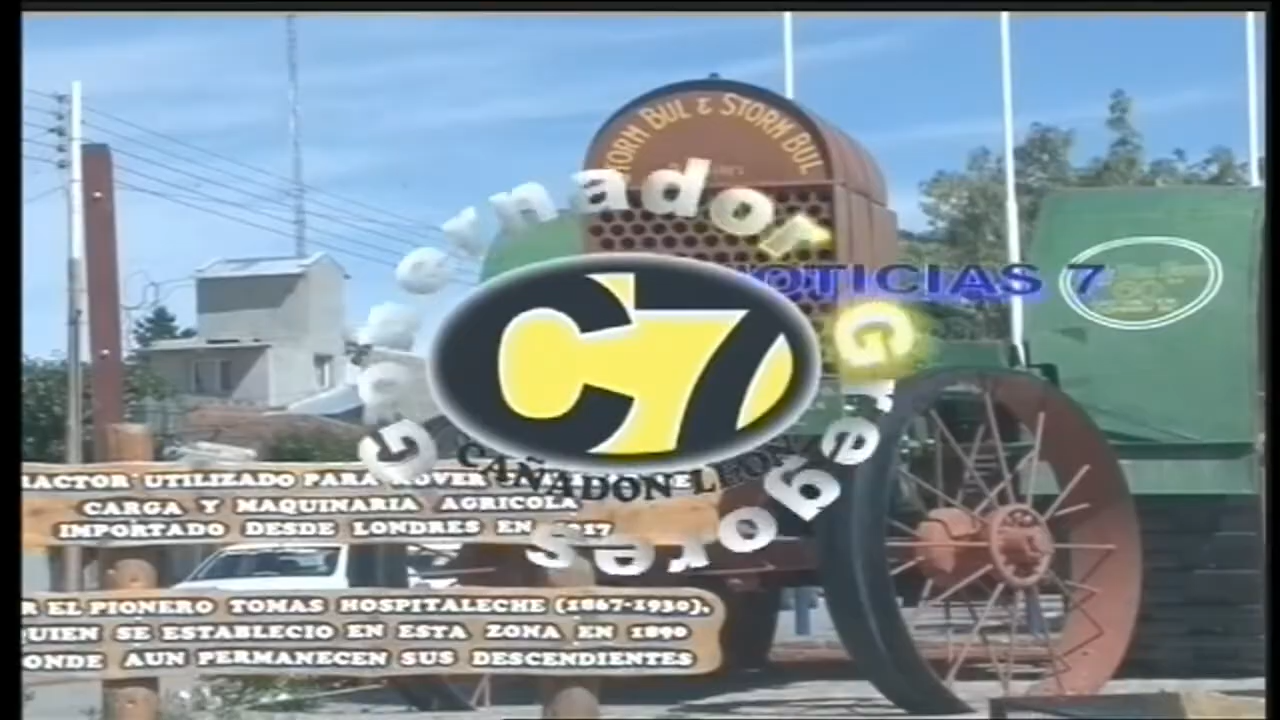 STORM BUL & STORM BUL
NOTICIAS 7
Gobernador Gregores
C7
CAÑADON LEON
TRACTOR UTILIZADO PARA MOVER
CARGA Y MAQUINARIA AGRICOLA
IMPORTADO DESDE LONDRES EN
R EL PIONERO TOMAS HOSPITALECHE (1867-1930),
QUIEN SE ESTABLECIO EN ESTA ZONA EN 1890
DONDE AUN PERMANECEN SUS DESCENDIENTES